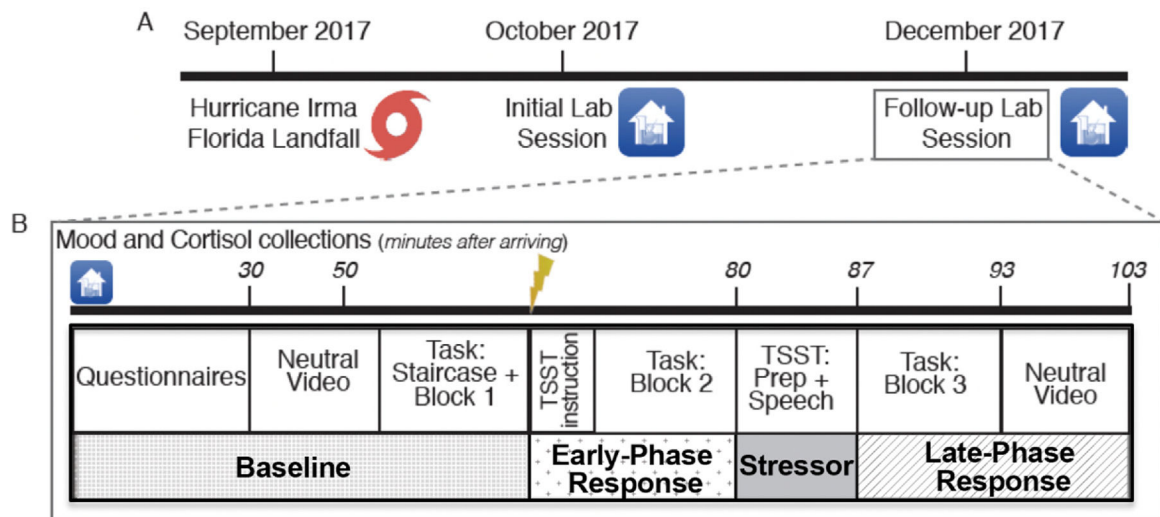 A
September 2017
October 2017
December 2017
Hurricane Irma
Florida Landfall
Initial Lab
Session
Follow-up Lab
Session
B
Mood and Cortisol collections (minutes after arriving)
30
50
80
87
93
103
Questionnaires
Neutral
Video
Task:
Staircase +
Block 1
TSST
instruction
Task:
Block 2
TSST:
Prep +
Speech
Task:
Block 3
Neutral
Video
Baseline
Early-Phase
Response
Stressor
Late-Phase
Response